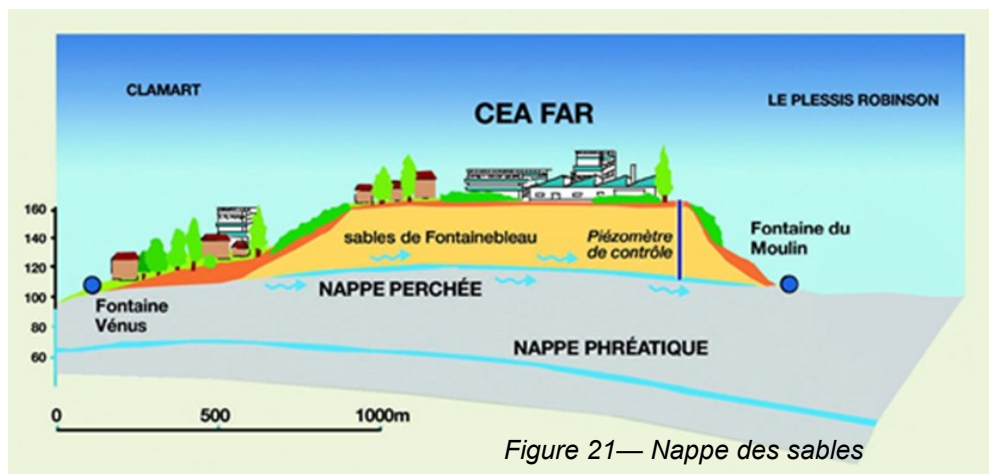 CLAMART
CEA FAR
LE PLESSIS ROBINSON
160
140
120
100
80
60
sables de Fontainebleau
Piézomètre
de contrôle
Fontaine du
Moulin
NAPPE PERCHÉE
Fontaine
Vénus
NAPPE PHRÉATIQUE
0 500 1000m
Figure 21— Nappe des sables